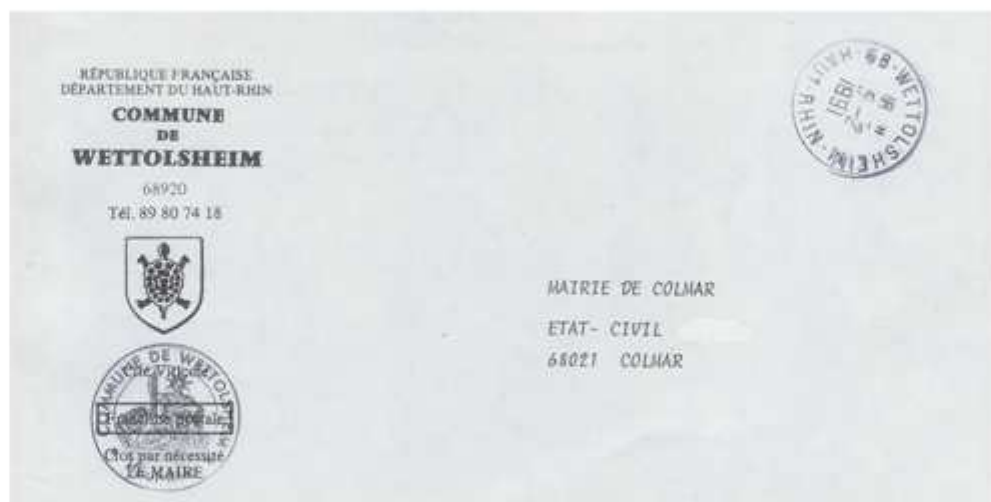 RÉPUBLIQUE FRANÇAISE
DÉPARTEMENT DU HAUT-RHIN
COMMUNE
DE
WETTOLSHEIM
68920
Tél. 89 80 74 18
COMMUNE DE WETTOLSHEIM
Cité Viticole
Franchise postale
Clos par nécessité
LE MAIRE
68-WETTOLSHEIM
HAUT RHIN
1991
MAIRIE DE COLMAR
ETAT- CIVIL
68021 COLMAR